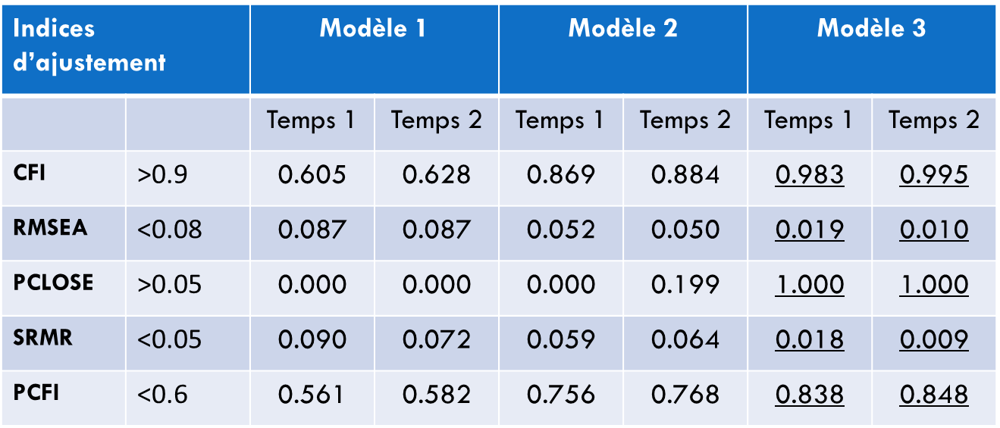 Indices d’ajustement Modèle 1 Modèle 2 Modèle 3
Temps 1 Temps 2 Temps 1 Temps 2 Temps 1 Temps 2
CFI >0.9 0.605 0.628 0.869 0.884 0.983 0.995
RMSEA <0.08 0.087 0.087 0.052 0.050 0.019 0.010
PCLOSE >0.05 0.000 0.000 0.000 0.199 1.000 1.000
SRMR <0.05 0.090 0.072 0.059 0.064 0.018 0.009
PCFI <0.6 0.561 0.582 0.756 0.768 0.838 0.848